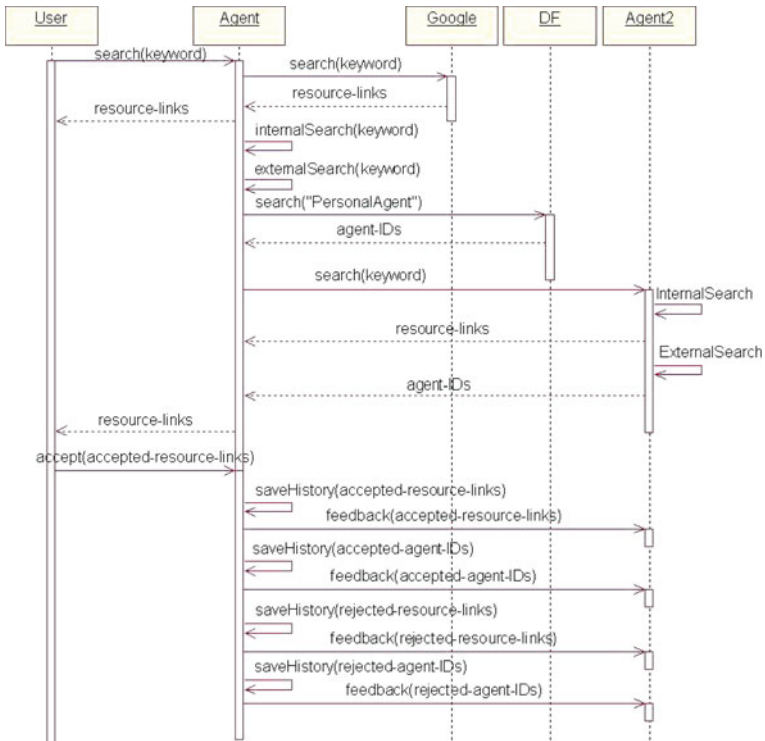 User
Agent
Google
DF
Agent2
search(keyword)
search(keyword)
resource-links
resource-links
internalSearch(keyword)
externalSearch(keyword)
search("PersonalAgent")
agent-IDs
search(keyword)
InternalSearch
resource-links
ExternalSearch
agent-IDs
resource-links
accept(accepted-resource-links)
saveHistory(accepted-resource-links)
feedback(accepted-resource-links)
saveHistory(accepted-agent-IDs)
feedback(accepted-agent-IDs)
saveHistory(rejected-resource-links)
feedback(rejected-resource-links)
saveHistory(rejected-agent-IDs)
feedback(rejected-agent-IDs)